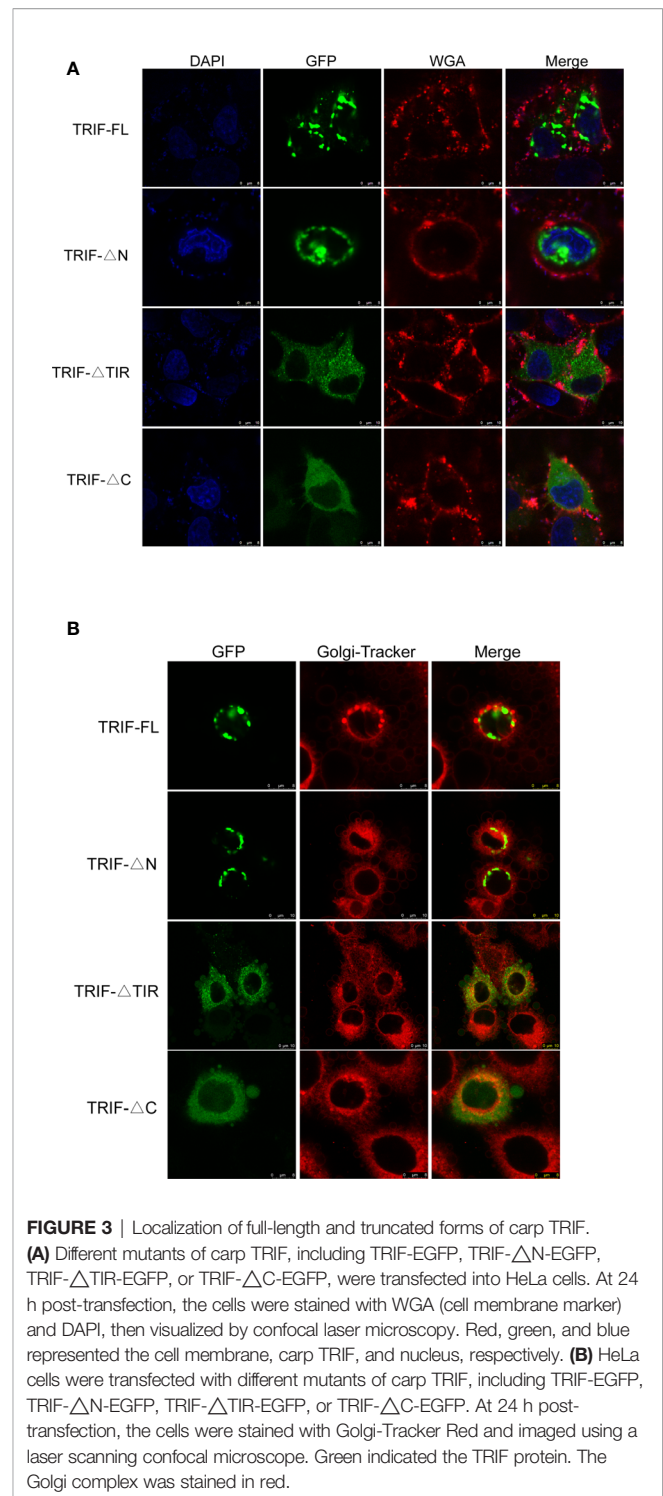 A
DAPI GFP WGA Merge
TRIF-FL
TRIF-△N
TRIF-△TIR
TRIF-△C
B
GFP Golgi-Tracker Merge
TRIF-FL
TRIF-△N
TRIF-△TIR
TRIF-△C
FIGURE 3 | Localization of full-length and truncated forms of carp TRIF.
(A) Different mutants of carp TRIF, including TRIF-EGFP, TRIF-△N-EGFP,
TRIF-△TIR-EGFP, or TRIF-△C-EGFP, were transfected into HeLa cells. At 24
h post-transfection, the cells were stained with WGA (cell membrane marker)
and DAPI, then visualized by confocal laser microscopy. Red, green, and blue
represented the cell membrane, carp TRIF, and nucleus, respectively. (B) HeLa
cells were transfected with different mutants of carp TRIF, including TRIF-EGFP,
TRIF-△N-EGFP, TRIF-△TIR-EGFP, or TRIF-△C-EGFP. At 24 h post-
transfection, the cells were stained with Golgi-Tracker Red and imaged using a
laser scanning confocal microscope. Green indicated the TRIF protein. The
Golgi complex was stained in red.